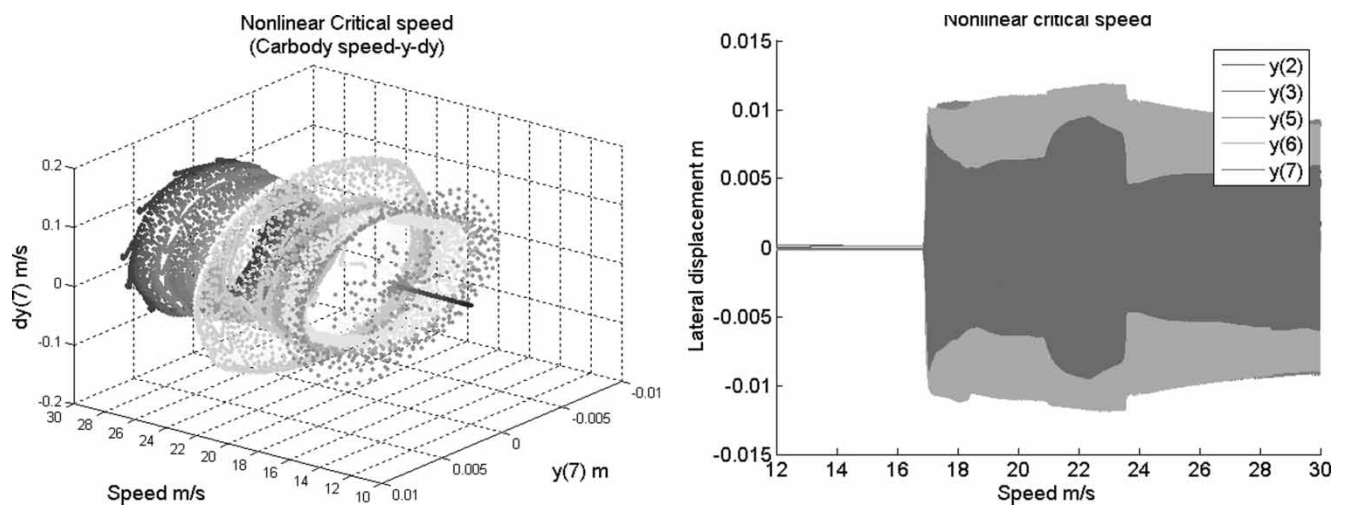 Nonlinear Critical speed
(Carbody speed-y-dy)
dy(7) m/s
0.2
0.1
0
-0.1
-0.2
30
28
26
24
22
20
18
16
14
12
10
Speed m/s
0.01
0.005
0
-0.005
-0.01
y(7) m
Nonlinear critical speed
Lateral displacement m
0.015
0.01
0.005
0
-0.005
-0.01
-0.015
12
14
16
18
20
22
24
26
28
30
Speed m/s
y(2)
y(3)
y(5)
y(6)
y(7)